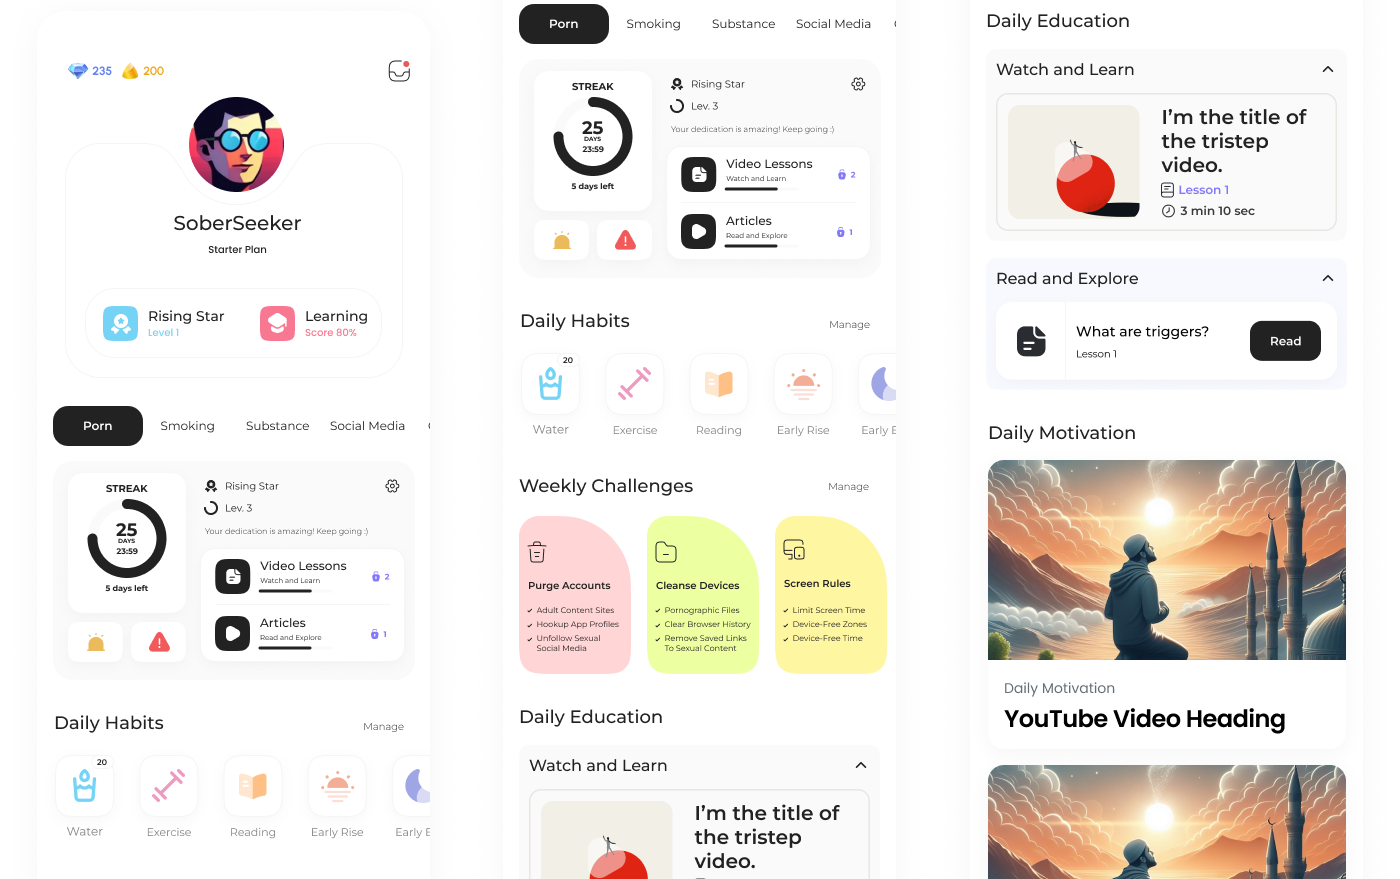 235 200
SoberSeeker
Starter Plan
Rising Star
Level 1
Learning
Score 80%
Porn Smoking Substance Social Media
STREAK
25
DAYS
23:59
5 days left
Rising Star
Lev. 3
Your dedication is amazing! Keep going :)
Video Lessons
Watch and Learn
2
Articles
Read and Explore
1
Daily Habits
Manage
20
Water Exercise Reading Early Rise Early
Porn Smoking Substance Social Media
STREAK
25
DAYS
23:59
5 days left
Rising Star
Lev. 3
Your dedication is amazing! Keep going :)
Video Lessons
Watch and Learn
2
Articles
Read and Explore
1
Daily Habits
Manage
20
Water Exercise Reading Early Rise Early
Weekly Challenges
Manage
Purge Accounts
Adult Content Sites
Hookup App Profiles
Unfollow Sexual
Social Media
Cleanse Devices
Pornographic Files
Clear Browser History
Remove Saved Links
To Sexual Content
Screen Rules
Limit Screen Time
Device-Free Zones
Device-Free Time
Daily Education
Watch and Learn
I'm the title of
the tristep
video.
Daily Education
Watch and Learn
I'm the title of
the tristep
video.
Lesson 1
3 min 10 sec
Read and Explore
What are triggers?
Lesson 1
Read
Daily Motivation
Daily Motivation
YouTube Video Heading